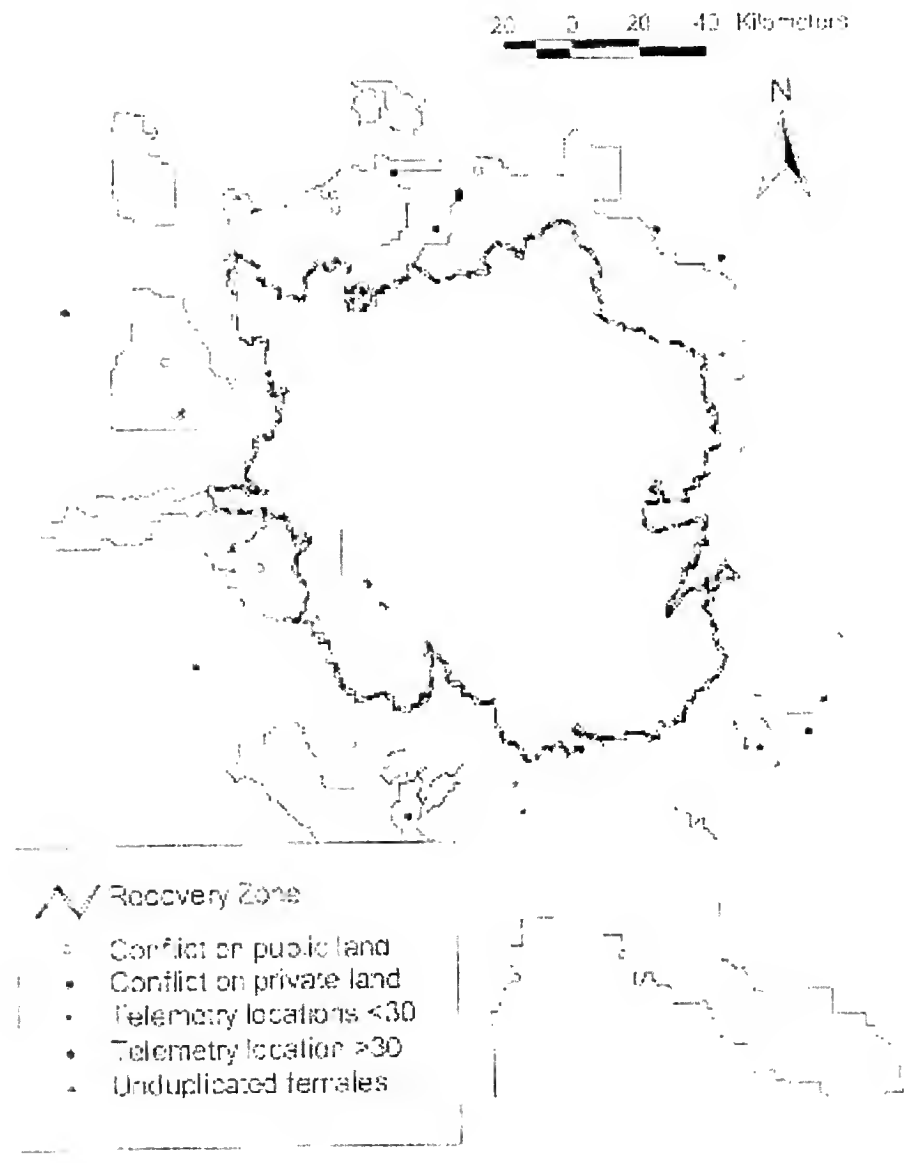 20 0 20 40 Kilometers
N
Recovery Zone
Conflict on public land
Conflict on private land
Telemetry locations <30
Telemetry location >30
Unduplicated females